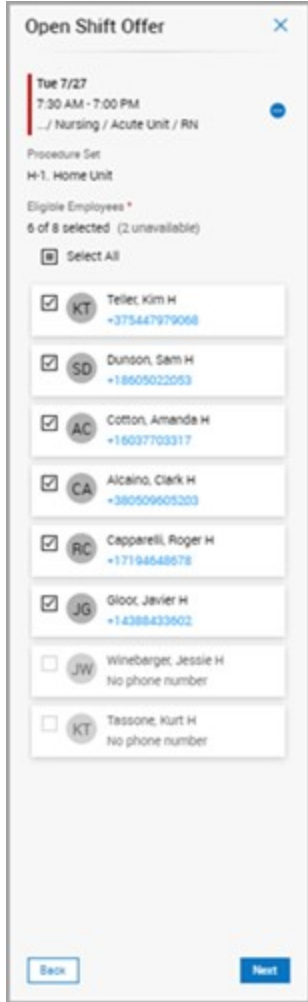 Open Shift Offer
Tue 7/27
7:30 AM - 7:00 PM
.../ Nursing / Acute Unit / RN
Procedure Set
H-1. Home Unit
Eligible Employees *
6 of 8 selected (2 unavailable)
Select All
KT Teller, Kim H
+375447979068
SD Dunson, Sam H
+18605022053
AC Cotton, Amanda H
+16037703317
CA Alcaino, Clark H
+380509605203
RC Capparelli, Roger H
+17194648678
JG Gloor, Javier H
+14388433602
JW Winebarger, Jessie H
No phone number
KT Tassone, Kurt H
No phone number
Back Next